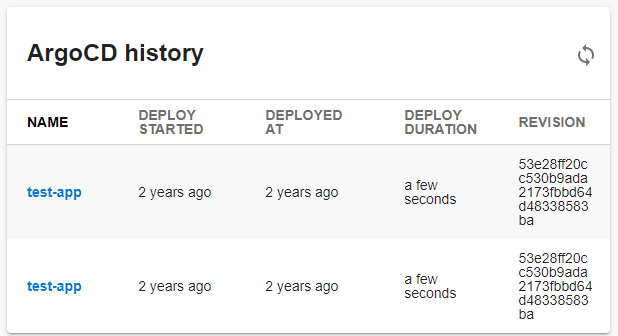 ArgoCD history
NAME DEPLOY STARTED DEPLOYED AT DEPLOY DURATION REVISION
test-app 2 years ago 2 years ago a few seconds 53e28ff20cc530b9ada2173fbbd64d48338583ba
test-app 2 years ago 2 years ago a few seconds 53e28ff20cc530b9ada2173fbbd64d48338583ba